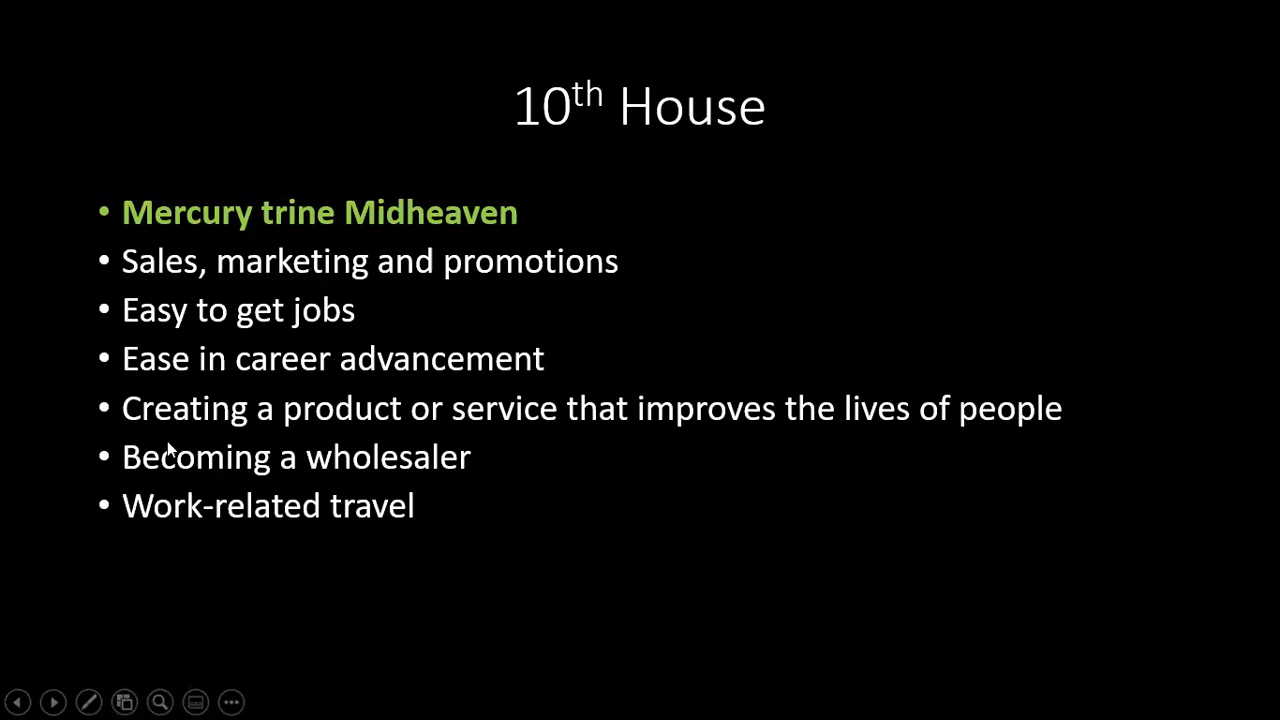 10th House
• Mercury trine Midheaven
• Sales, marketing and promotions
• Easy to get jobs
• Ease in career advancement
• Creating a product or service that improves the lives of people
• Becoming a wholesaler
• Work-related travel